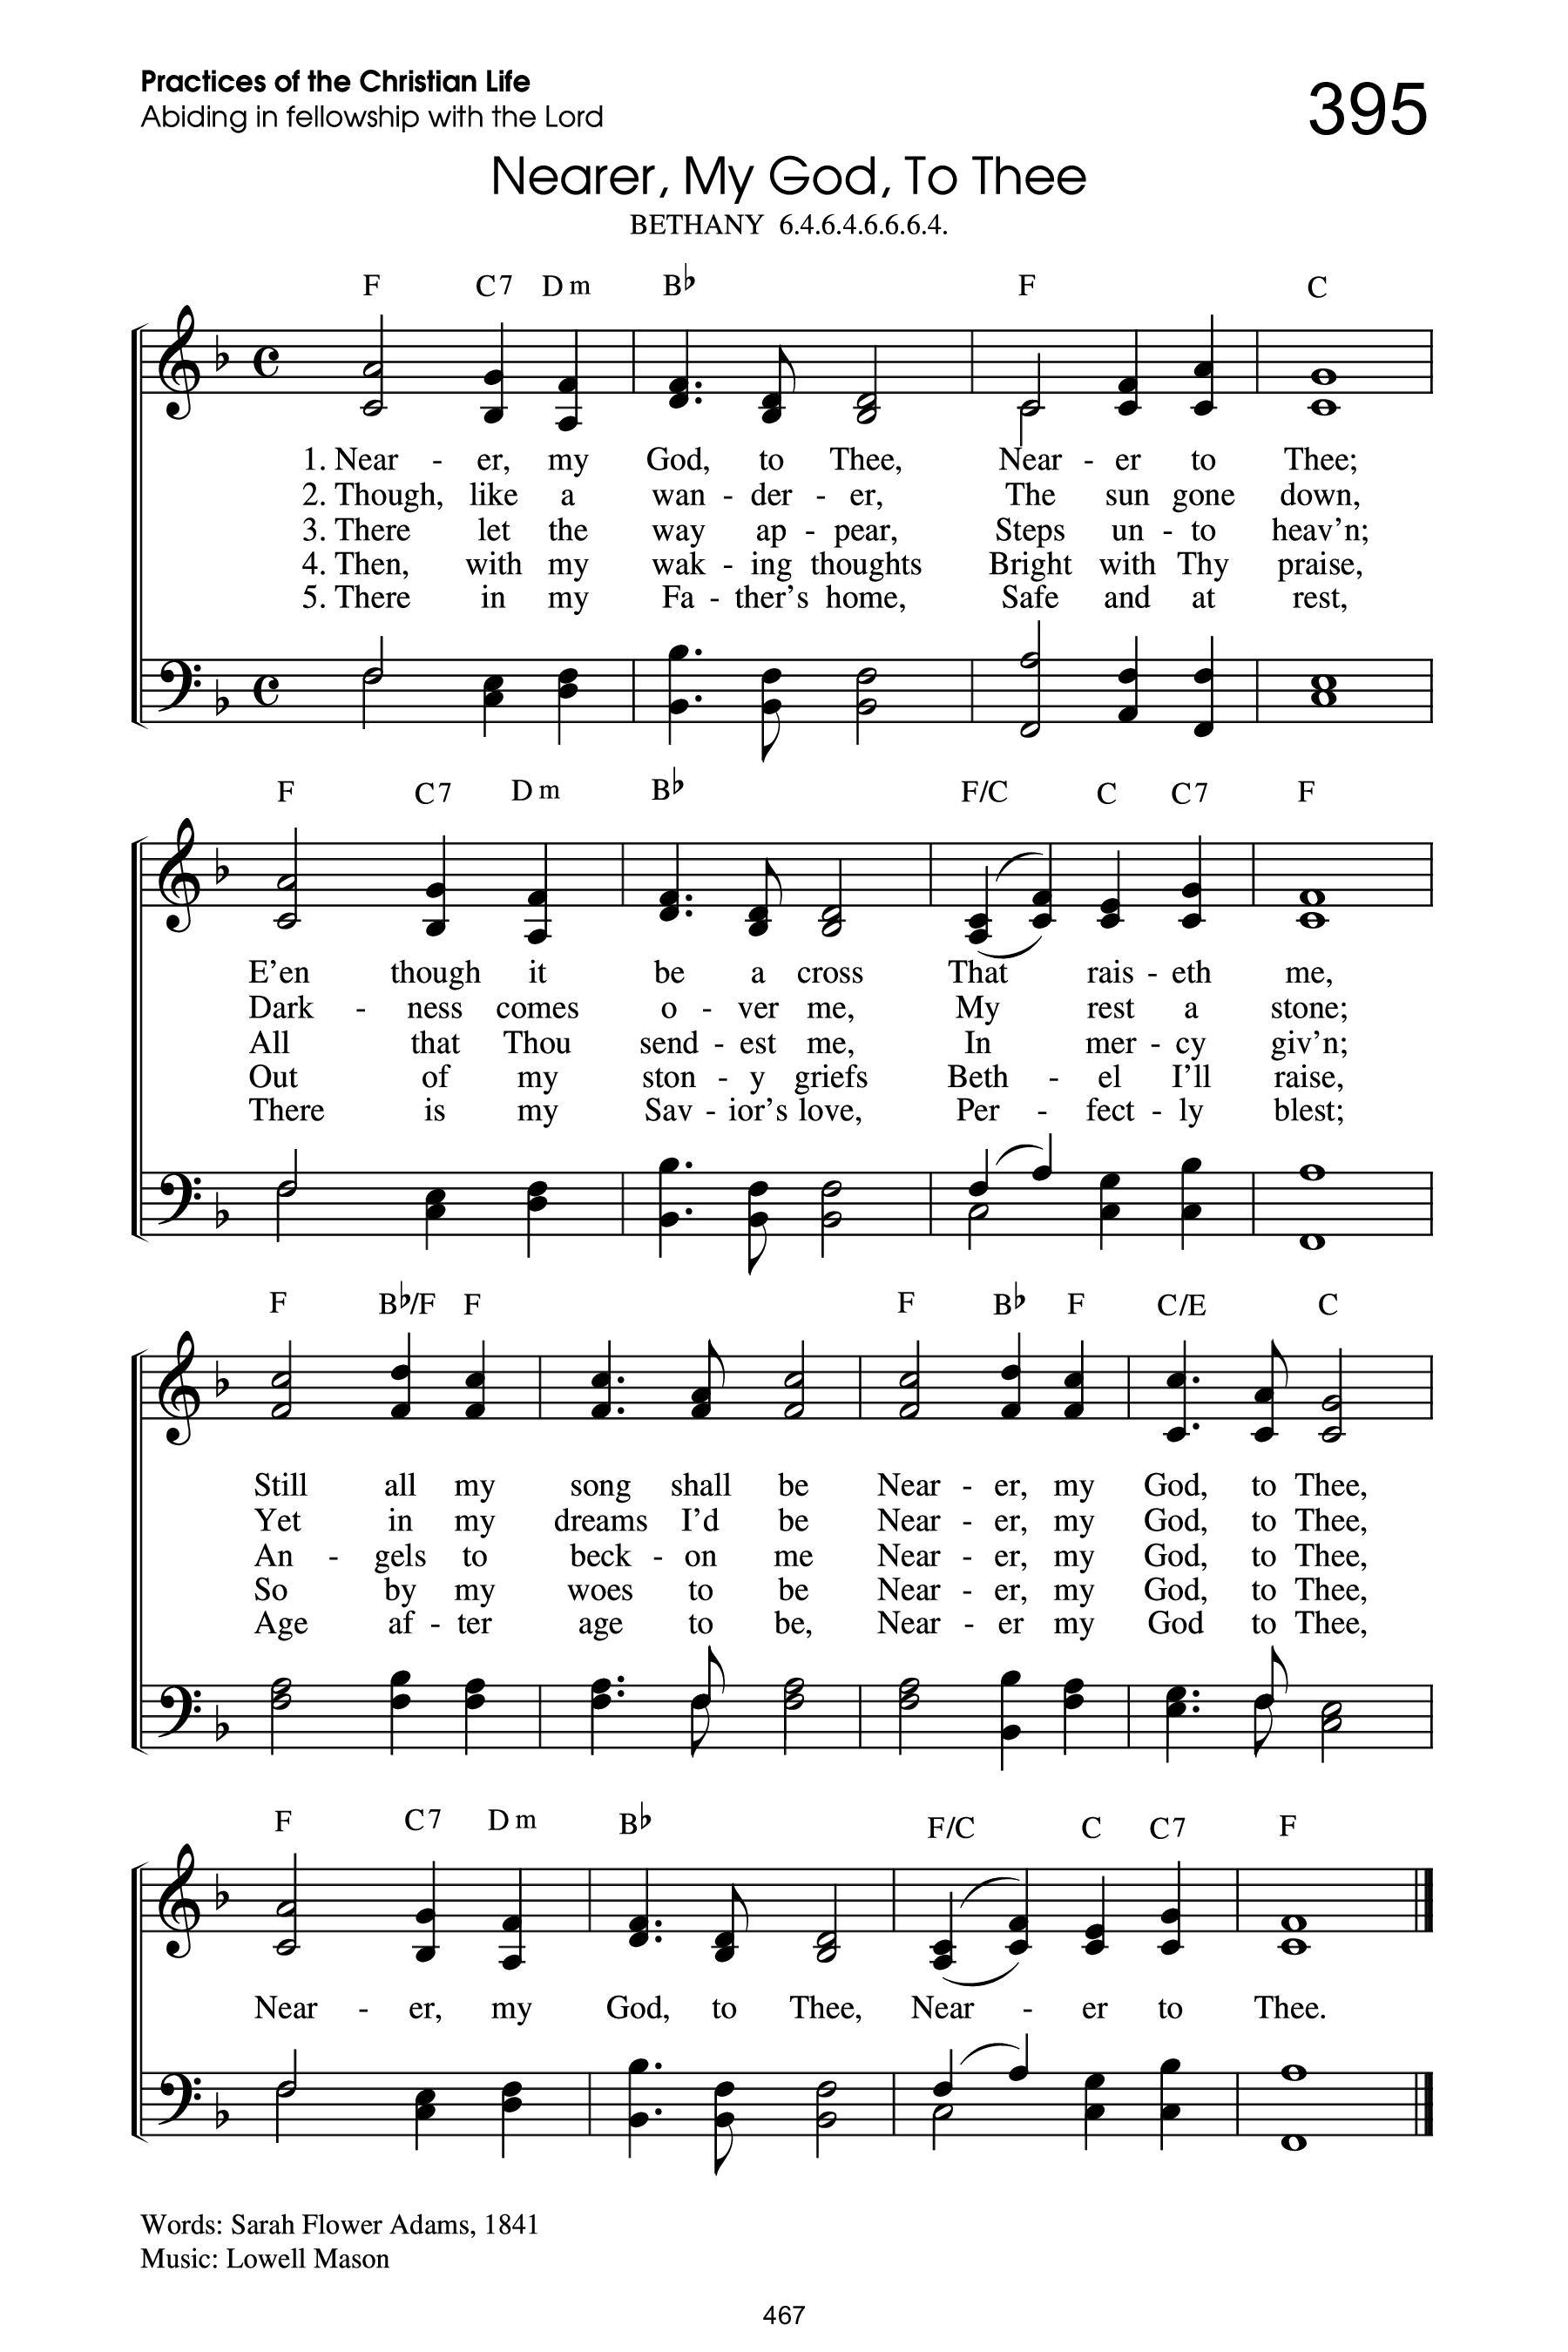 Practices of the Christian Life
Abiding in fellowship with the Lord
395
Nearer, My God, To Thee
BETHANY 6.4.6.4.6.6.6.4.
F C7 Dm B♭ F C
1. Near - er, my God, to Thee, Near - er to Thee;
2. Though, like a wan - der - er, The sun gone down,
3. There let the way ap - pear, Steps un - to heav'n;
4. Then, with my wak - ing thoughts Bright with Thy praise,
5. There in my Fa - ther's home, Safe and at rest,
F C7 Dm B♭ F/C C C7 F
E'en though it be a cross That rais - eth me,
Dark - ness comes o - ver me, My rest a stone;
All that Thou send - est me, In mer - cy giv'n;
Out of my ston - y griefs Beth - el I'll raise,
There is my Sav - ior's love, Per - fect - ly blest;
F B♭/F F F B♭ F C/E C
Still all my song shall be Near - er, my God, to Thee,
Yet in my dreams I'd be Near - er, my God, to Thee,
An - gels to beck - on me Near - er, my God, to Thee,
So by my woes to be Near - er, my God, to Thee,
Age af - ter age to be, Near - er my God to Thee,
F C7 Dm B♭ F/C C C7 F
Near - er, my God, to Thee, Near - er to Thee.
Words: Sarah Flower Adams, 1841
Music: Lowell Mason
467